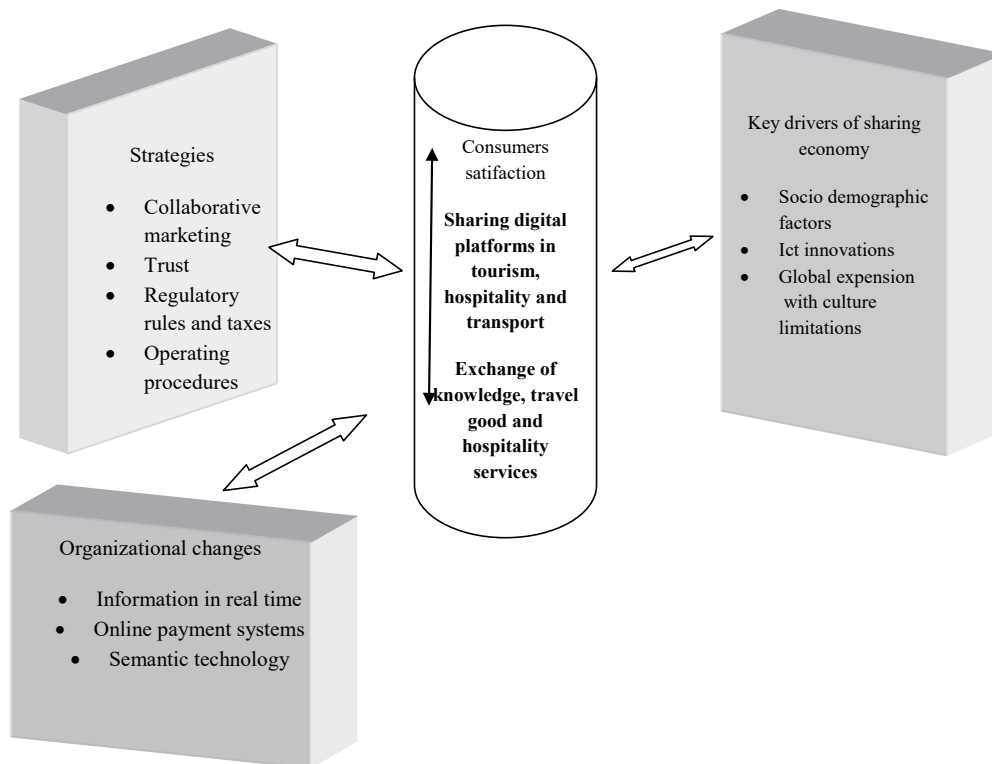 Strategies
• Collaborative
marketing
• Trust
• Regulatory
rules and taxes
• Operating
procedures
Consumers
satifaction
Sharing digital
platforms in
tourism,
hospitality and
transport
Exchange of
knowledge, travel
good and
hospitality
services
Key drivers of sharing
economy
• Socio demographic
factors
• Ict innovations
• Global expension
with culture
limitations
Organizational changes
• Information in real time
• Online payment systems
• Semantic technology